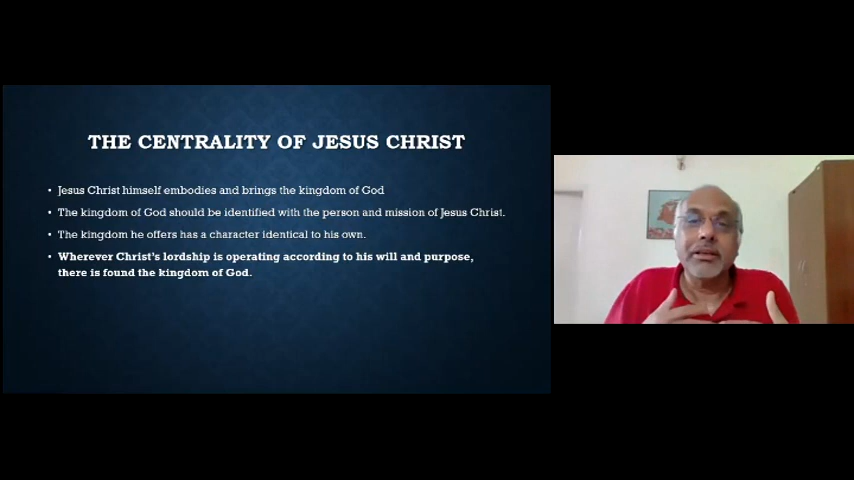 THE CENTRALITY OF JESUS CHRIST
• Jesus Christ himself embodies and brings the kingdom of God
• The kingdom of God should be identified with the person and mission of Jesus Christ.
• The kingdom he offers has a character identical to his own.
• Wherever Christ's lordship is operating according to his will and purpose,
there is found the kingdom of God.